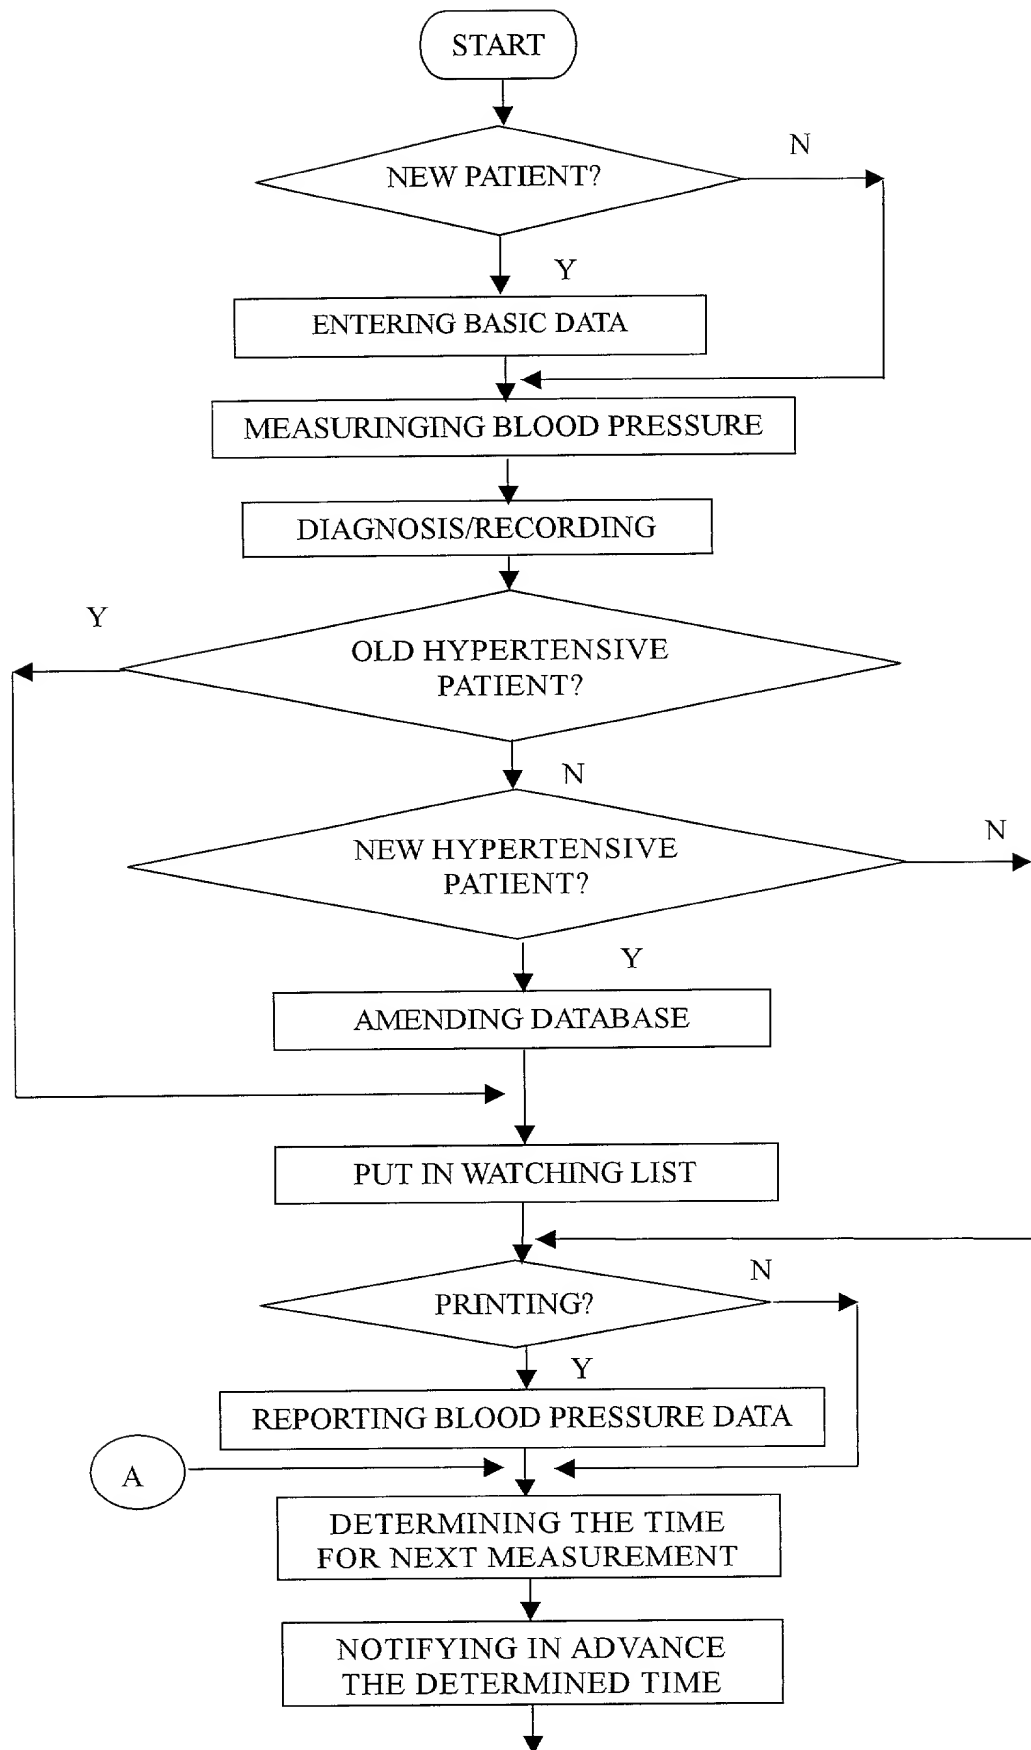 START
NEW PATIENT?
N
Y
ENTERING BASIC DATA
MEASURINGING BLOOD PRESSURE
DIAGNOSIS/RECORDING
Y
OLD HYPERTENSIVE
PATIENT?
N
NEW HYPERTENSIVE
PATIENT?
N
Y
AMENDING DATABASE
PUT IN WATCHING LIST
N
PRINTING?
Y
REPORTING BLOOD PRESSURE DATA
A
DETERMINING THE TIME
FOR NEXT MEASUREMENT
NOTIFYING IN ADVANCE
THE DETERMINED TIME